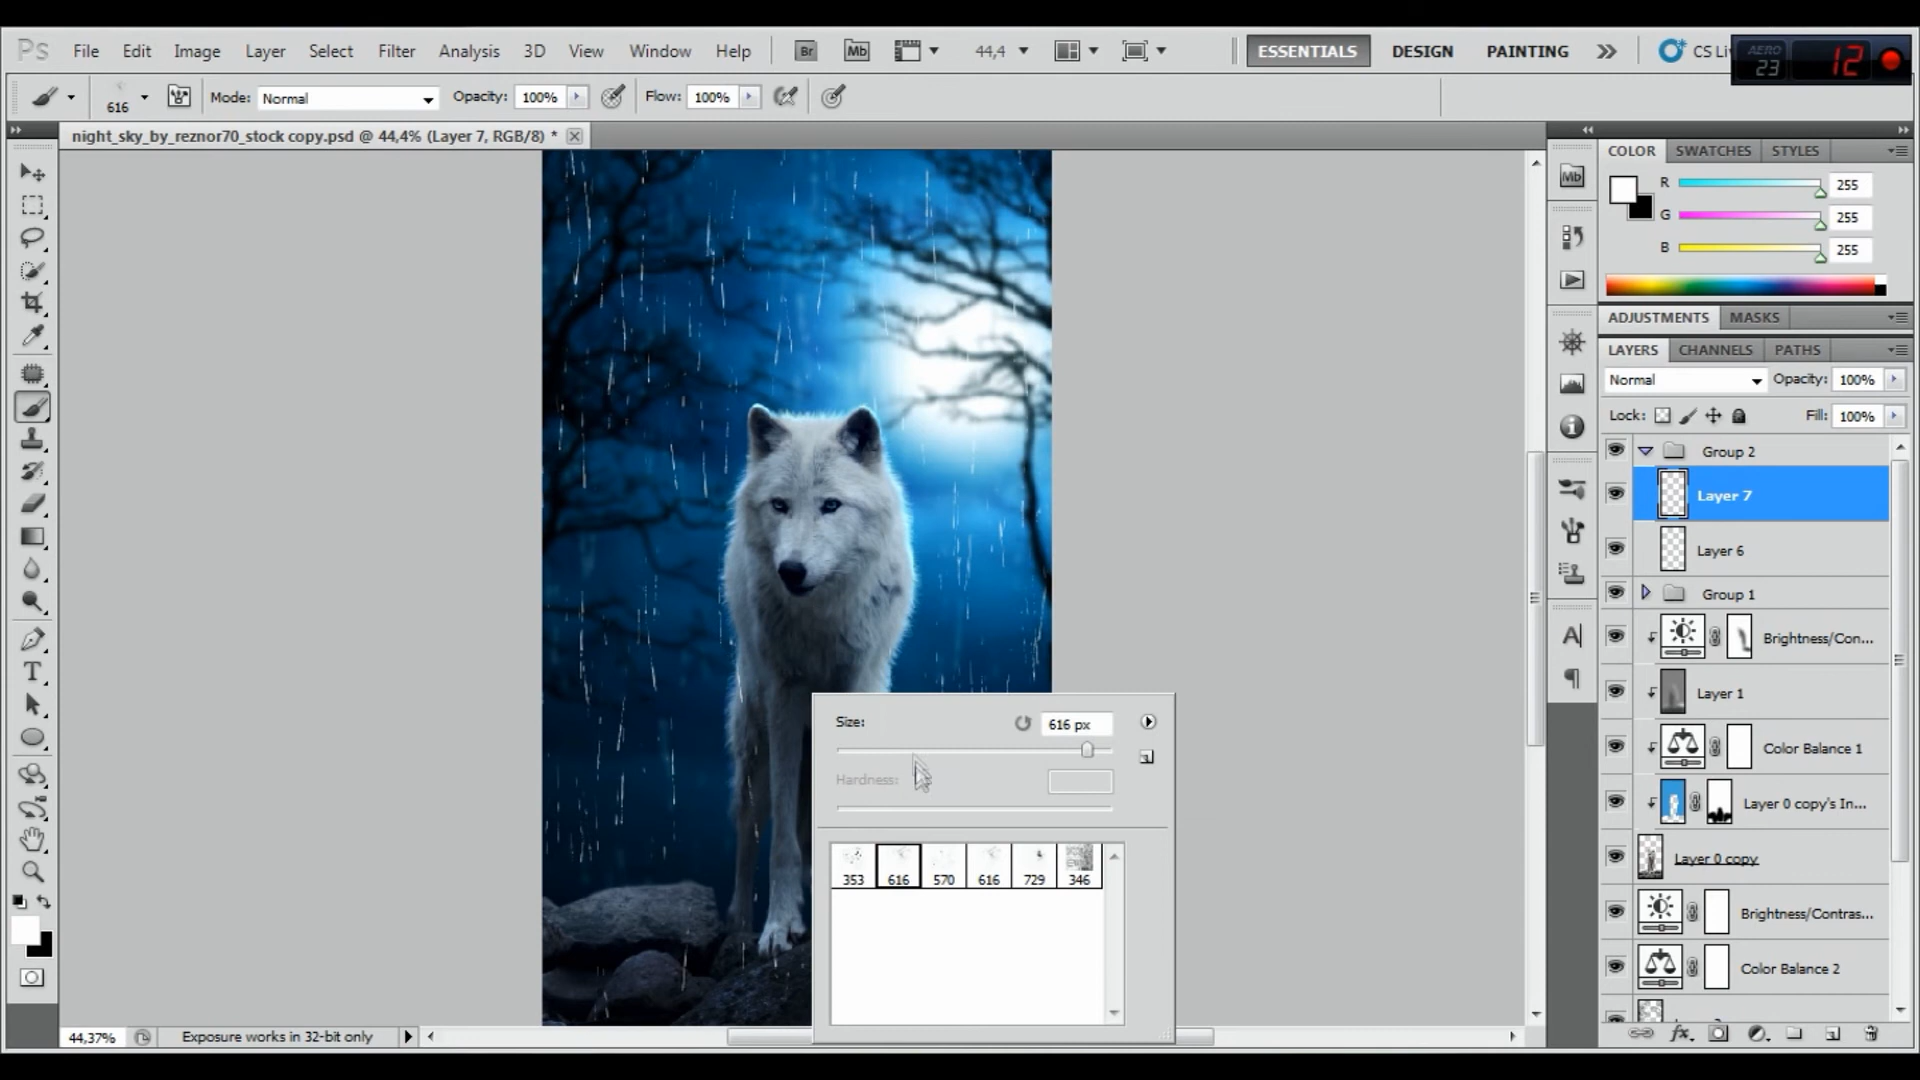 Ps File Edit Image Layer Select Filter Analysis 3D View Window Help Br Mb 44,4 ESSENTIALS DESIGN PAINTING CS Li
AERO 23 12
616 Mode: Normal Opacity: 100% Flow: 100%
night_sky_by_reznor70_stock copy.psd @ 44,4% (Layer 7, RGB/8) *
COLOR SWATCHES STYLES
Mb
R 255
G 255
B 255
ADJUSTMENTS MASKS
LAYERS CHANNELS PATHS
Normal Opacity: 100%
Lock: Fill: 100%
Group 2
Layer 7
Layer 6
Group 1
Brightness/Con...
Layer 1
Color Balance 1
Layer 0 copy's In...
Layer 0 copy
Brightness/Contras...
Color Balance 2
Size: 616 px
Hardness:
353 616 570 616 729 346
44,37% Exposure works in 32-bit only